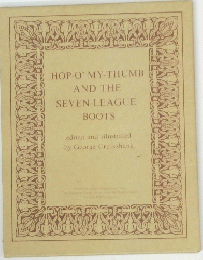 HOP-O' MY-THUMB
AND THE
SEVEN-LEAGUE
BOOTS
edited and illustrated
by George Cruikshank